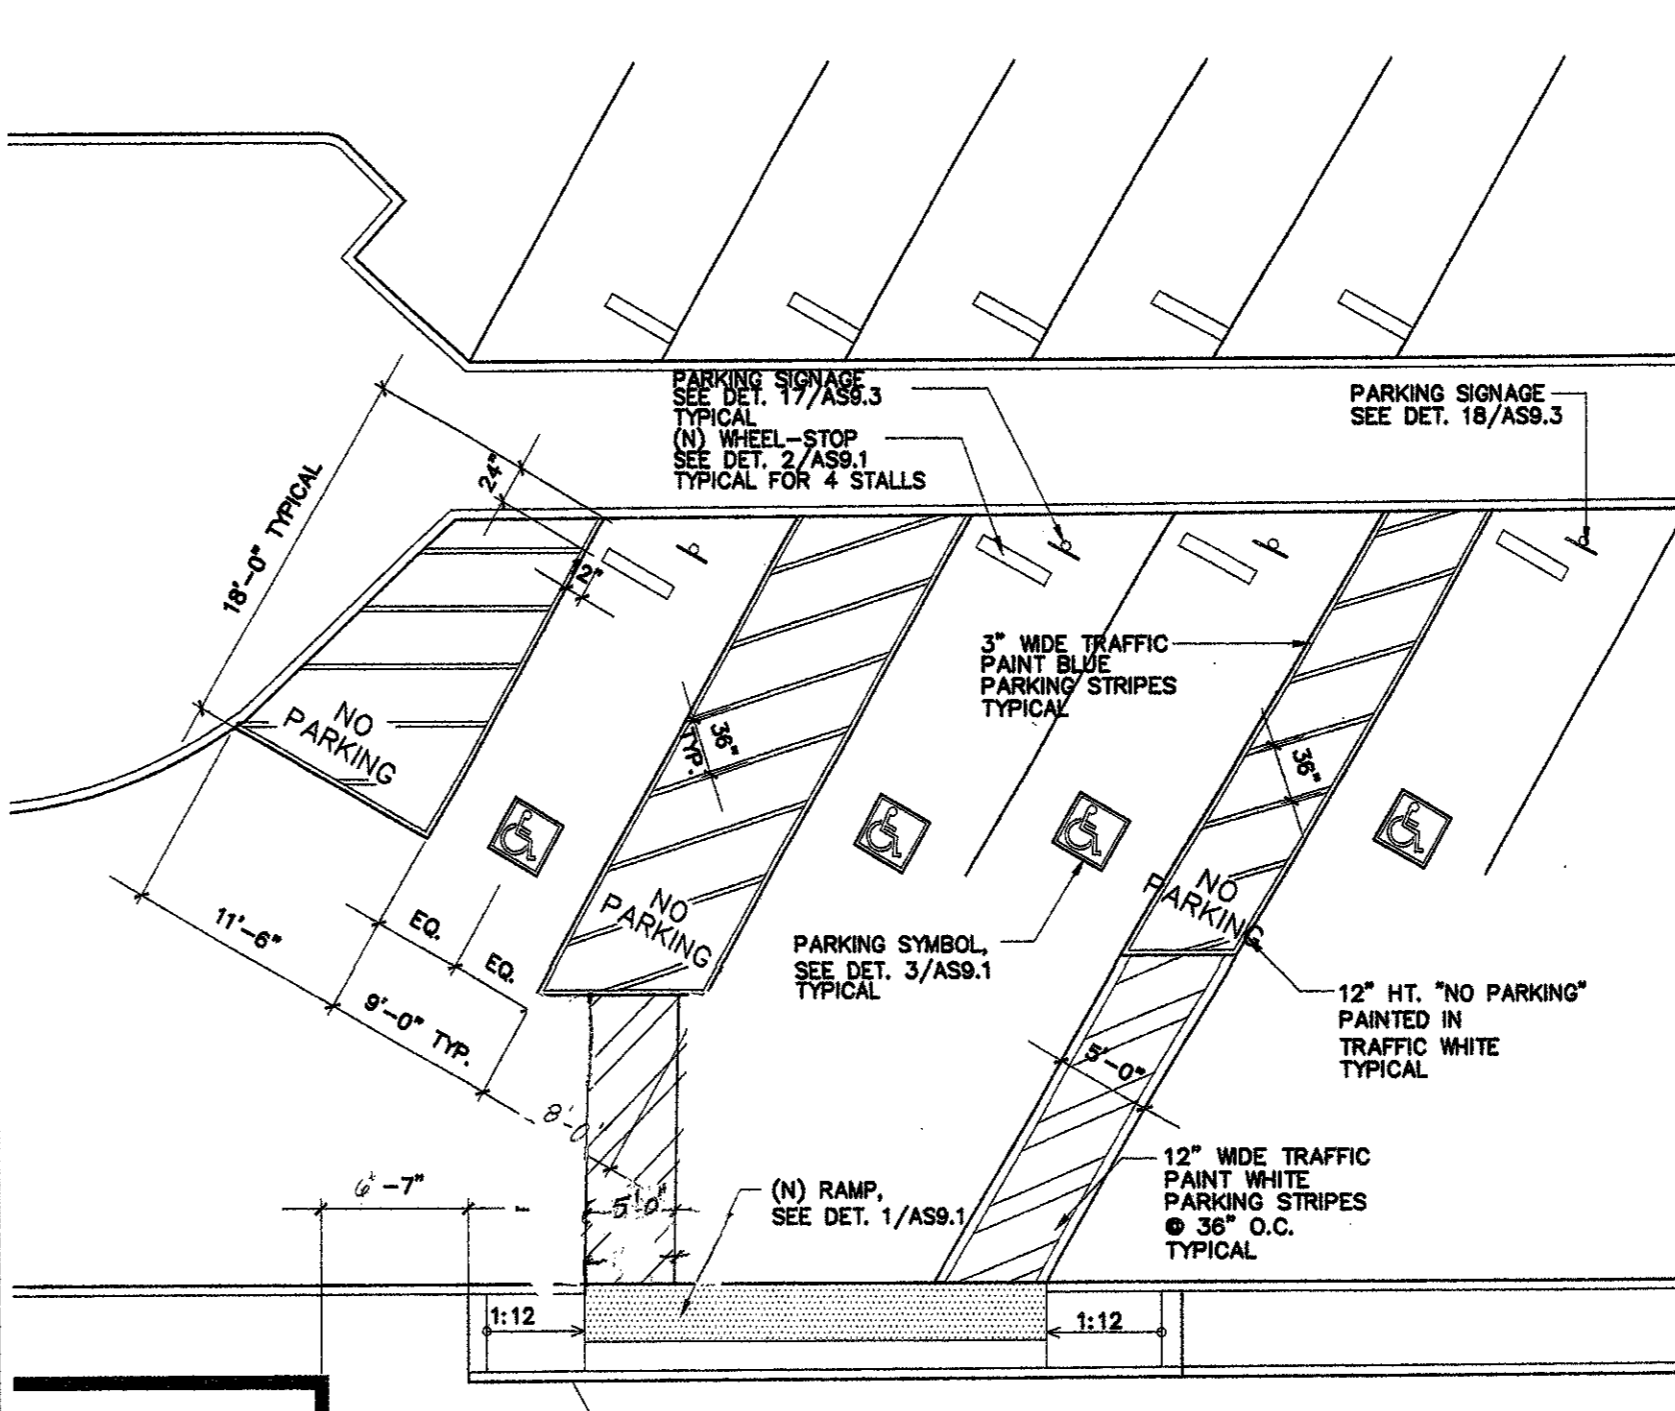 PARKING SIGNAGE
SEE DET. 17/AS9.3
TYPICAL
(N) WHEEL-STOP
SEE DET. 2/AS9.1
TYPICAL FOR 4 STALLS
PARKING SIGNAGE
SEE DET. 18/AS9.3
24"
18'-0" TYPICAL
2"
3" WIDE TRAFFIC
PAINT BLUE
PARKING STRIPES
TYPICAL
NO
PARKING
36"
TYP.
36"
NO
PARKING
NO
PARKING
11'-6"
EQ.
EQ.
9'-0" TYP.
PARKING SYMBOL,
SEE DET. 3/AS9.1
TYPICAL
12" HT. "NO PARKING"
PAINTED IN
TRAFFIC WHITE
TYPICAL
5'-0"
8'-0"
12" WIDE TRAFFIC
PAINT WHITE
PARKING STRIPES
@ 36" O.C.
TYPICAL
6'-7"
5'0"
(N) RAMP,
SEE DET. 1/AS9.1
1:12
1:12